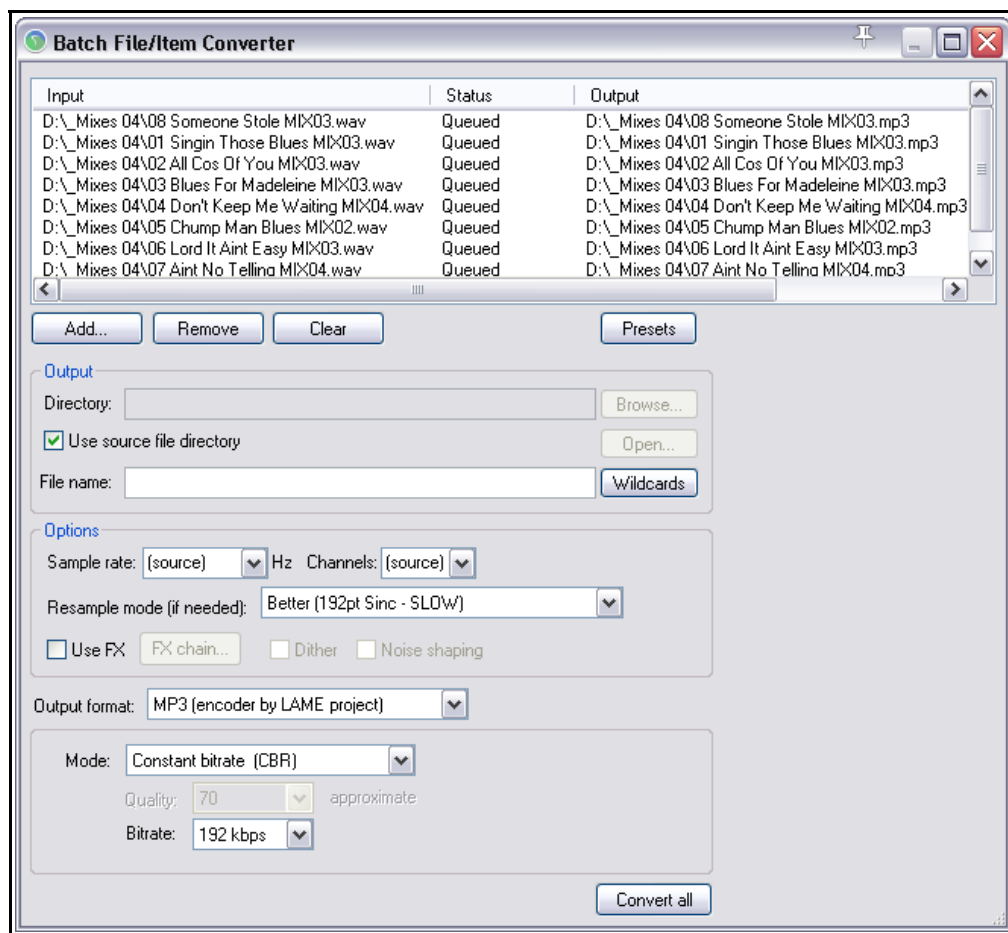 Batch File/Item Converter
Input Status Output
D:\_Mixes 04\08 Someone Stole MIX03.wav Queued D:\_Mixes 04\08 Someone Stole MIX03.mp3
D:\_Mixes 04\01 Singin Those Blues MIX03.wav Queued D:\_Mixes 04\01 Singin Those Blues MIX03.mp3
D:\_Mixes 04\02 All Cos Of You MIX03.wav Queued D:\_Mixes 04\02 All Cos Of You MIX03.mp3
D:\_Mixes 04\03 Blues For Madeleine MIX03.wav Queued D:\_Mixes 04\03 Blues For Madeleine MIX03.mp3
D:\_Mixes 04\04 Don't Keep Me Waiting MIX04.wav Queued D:\_Mixes 04\04 Don't Keep Me Waiting MIX04.mp3
D:\_Mixes 04\05 Chump Man Blues MIX02.wav Queued D:\_Mixes 04\05 Chump Man Blues MIX02.mp3
D:\_Mixes 04\06 Lord It Aint Easy MIX03.wav Queued D:\_Mixes 04\06 Lord It Aint Easy MIX03.mp3
D:\_Mixes 04\07 Aint No Telling MIX04.wav Queued D:\_Mixes 04\07 Aint No Telling MIX04.mp3
Add... Remove Clear Presets
Output
Directory: Browse...
Use source file directory Open...
File name: Wildcards
Options
Sample rate: (source) Hz Channels: (source)
Resample mode (if needed): Better (192pt Sinc - SLOW)
Use FX FX chain... Dither Noise shaping
Output format: MP3 (encoder by LAME project)
Mode: Constant bitrate (CBR)
Quality: 70 approximate
Bitrate: 192 kbps
Convert all